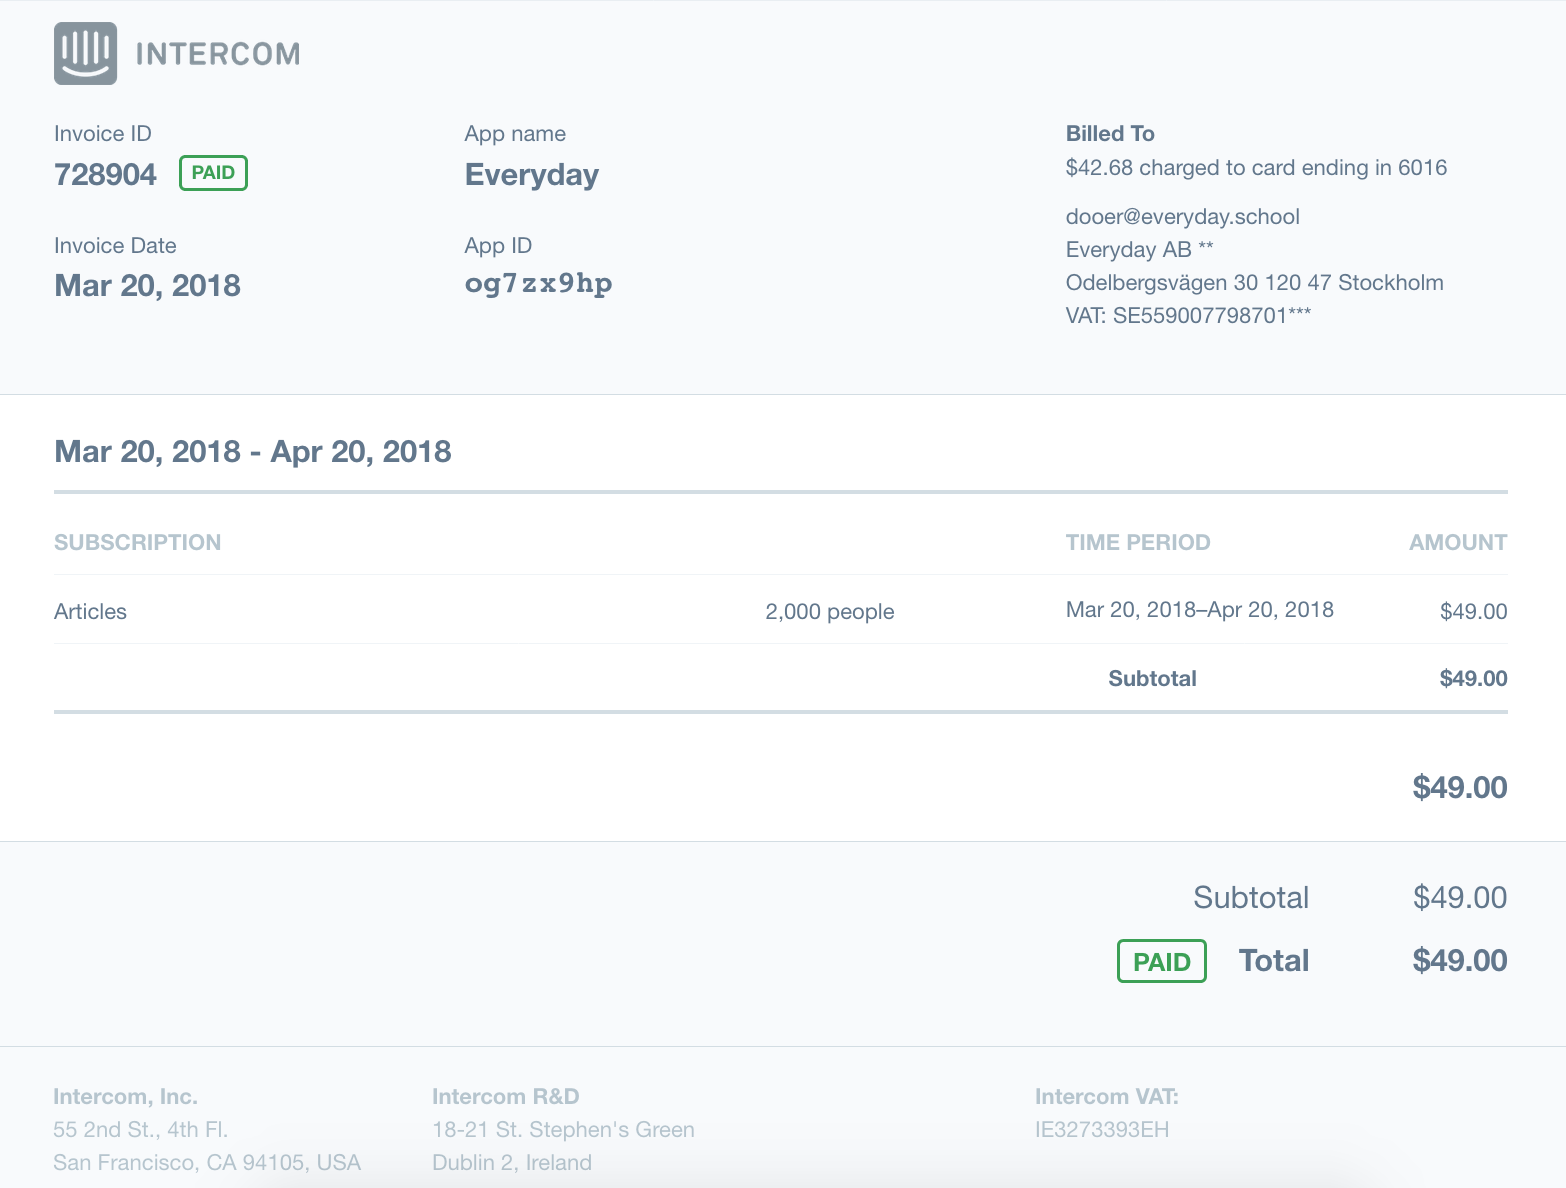 INTERCOM
Invoice ID
728904 PAID
Invoice Date
Mar 20, 2018
App name
Everyday
App ID
og7zx9hp
Billed To
$42.68 charged to card ending in 6016
dooer@everyday.school
Everyday AB **
Odelbergsvägen 30 120 47 Stockholm
VAT: SE559007798701***
Mar 20, 2018 - Apr 20, 2018
SUBSCRIPTION TIME PERIOD AMOUNT
Articles 2,000 people Mar 20, 2018–Apr 20, 2018 $49.00
Subtotal $49.00
$49.00
Subtotal $49.00
PAID Total $49.00
Intercom, Inc.
55 2nd St., 4th Fl.
San Francisco, CA 94105, USA
Intercom R&D
18-21 St. Stephen's Green
Dublin 2, Ireland
Intercom VAT:
IE3273393EH